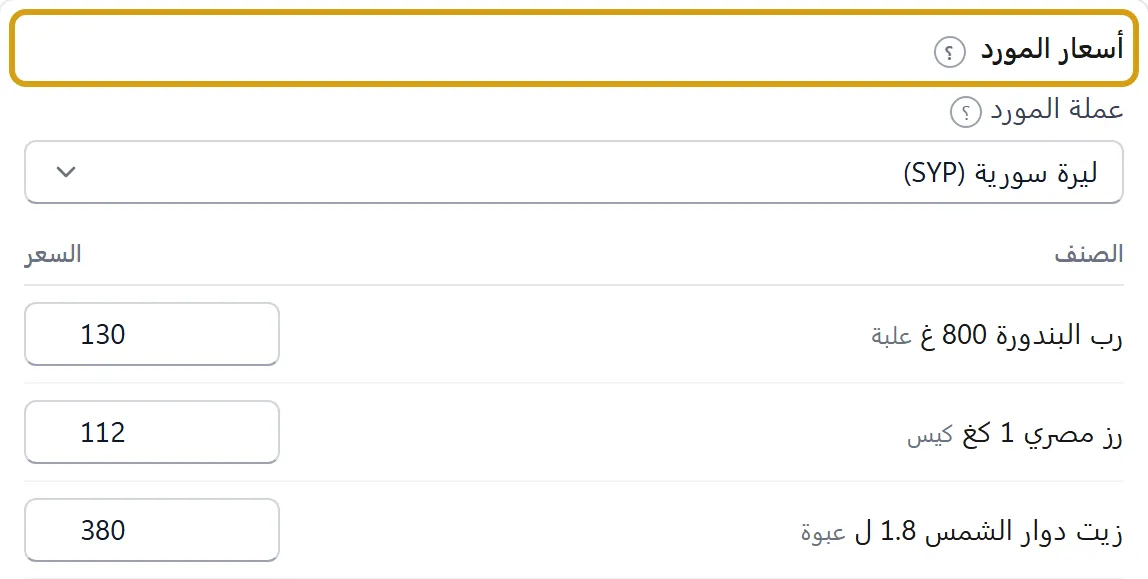 أسعار المورد ؟
عملة المورد ؟
ليرة سورية (SYP)
الصنف السعر
رب البندورة 800 غ علبة 130
رز مصري 1 كغ كيس 112
زيت دوار الشمس 1.8 ل عبوة 380